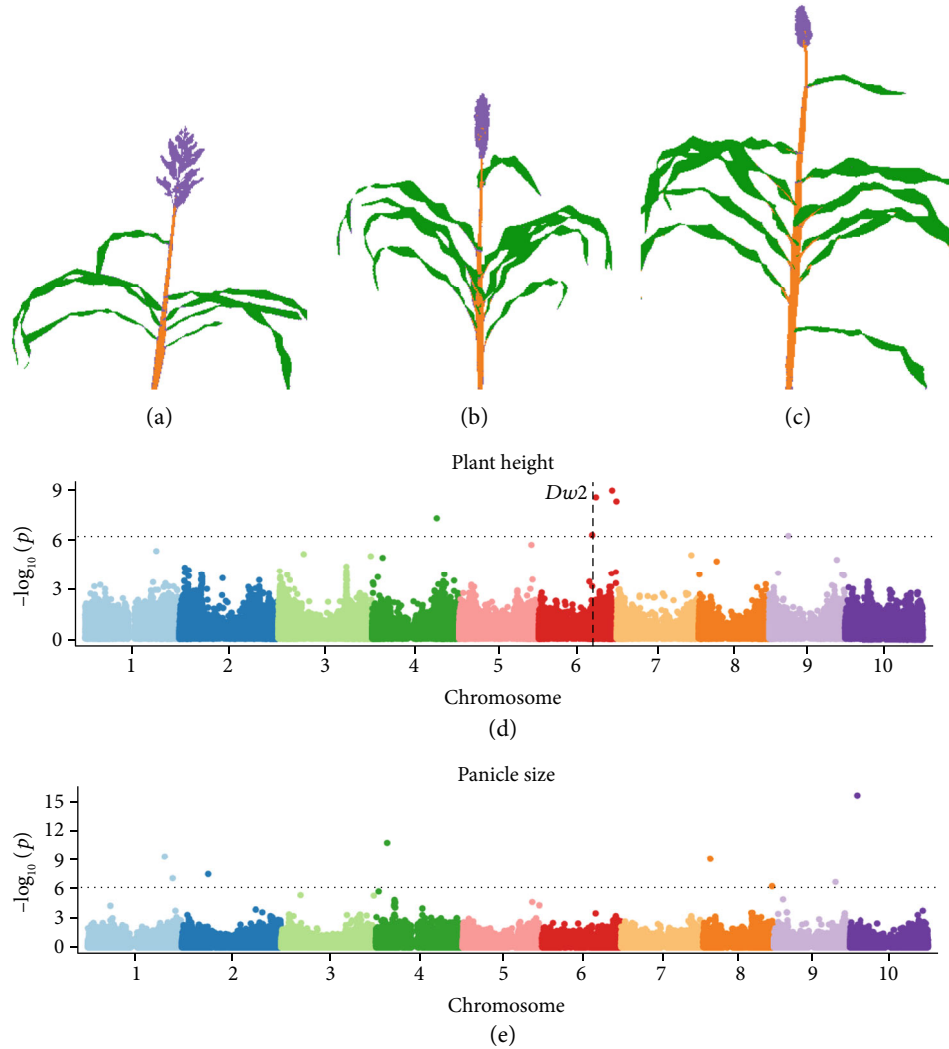 (a)
(b)
(c)
Plant height
9
6
3
0
−log₁₀ (p)
Dw2
1 2 3 4 5 6 7 8 9 10
Chromosome
(d)
Panicle size
15
12
9
6
3
0
−log₁₀ (p)
1 2 3 4 5 6 7 8 9 10
Chromosome
(e)